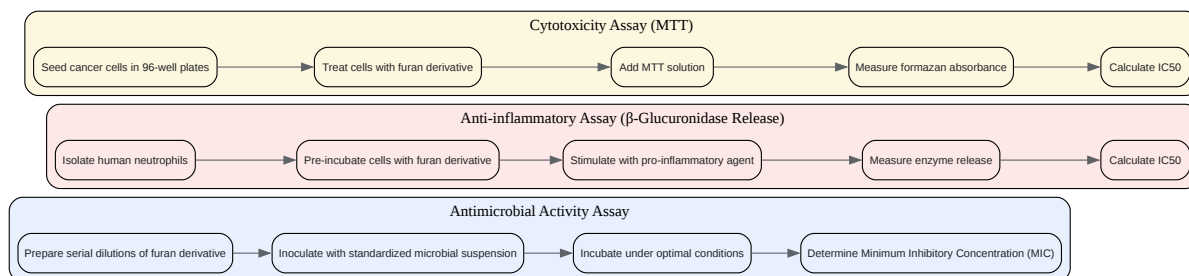 Cytotoxicity Assay (MTT)
Seed cancer cells in 96-well plates
Treat cells with furan derivative
Add MTT solution
Measure formazan absorbance
Calculate IC50
Anti-inflammatory Assay (β-Glucuronidase Release)
Isolate human neutrophils
Pre-incubate cells with furan derivative
Stimulate with pro-inflammatory agent
Measure enzyme release
Calculate IC50
Antimicrobial Activity Assay
Prepare serial dilutions of furan derivative
Inoculate with standardized microbial suspension
Incubate under optimal conditions
Determine Minimum Inhibitory Concentration (MIC)